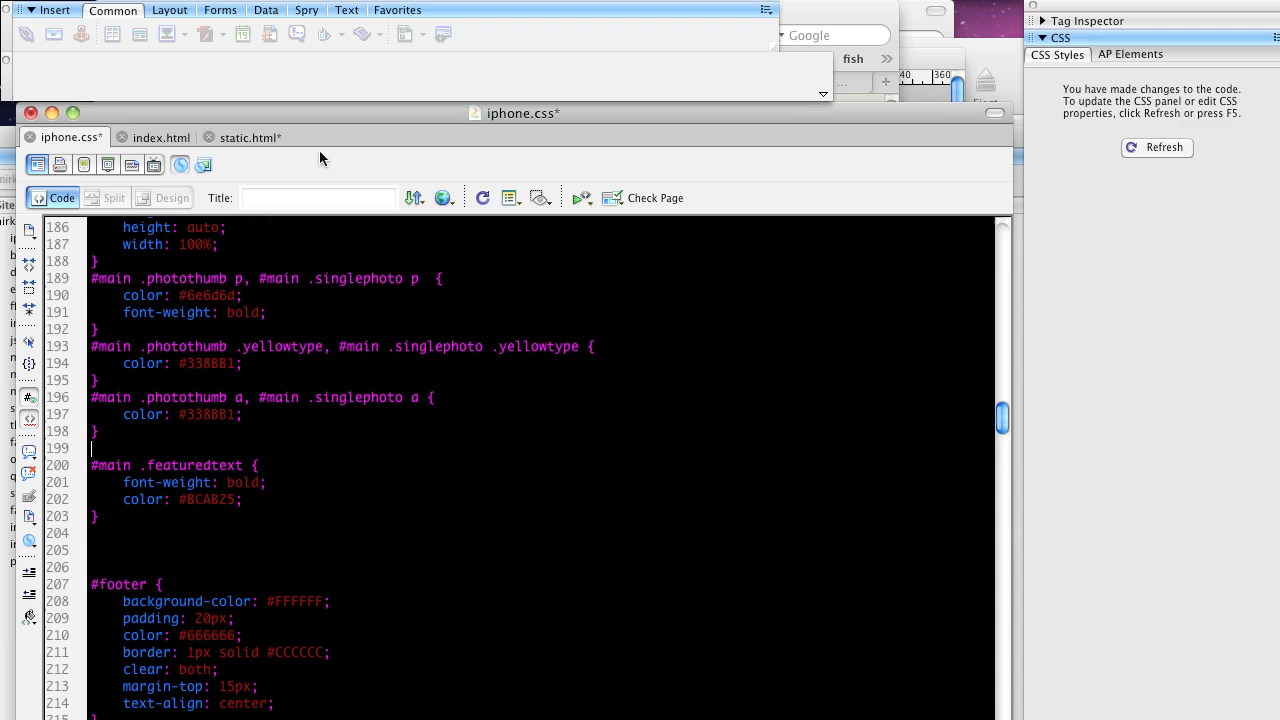 Insert Common Layout Forms Data Spry Text Favorites
Google
fish
... +
40 360
Tag Inspector
CSS
CSS Styles AP Elements
You have made changes to the code.
To update the CSS panel or edit CSS
properties, click Refresh or press F5.
Refresh
iphone.css*
iphone.css* index.html static.html*
Code Split Design Title: Check Page
186 height: auto;
187 width: 100%;
188 }
189 #main .photothumb p, #main .singlephoto p {
190 color: #6e6d6d;
191 font-weight: bold;
192 }
193 #main .photothumb .yellowtype, #main .singlephoto .yellowtype {
194 color: #338BB1;
195 }
196 #main .photothumb a, #main .singlephoto a {
197 color: #338BB1;
198 }
199
200 #main .featuredtext {
201 font-weight: bold;
202 color: #BCAB25;
203 }
204
205
206
207 #footer {
208 background-color: #FFFFFF;
209 padding: 20px;
210 color: #666666;
211 border: 1px solid #CCCCCC;
212 clear: both;
213 margin-top: 15px;
214 text-align: center;
215 }